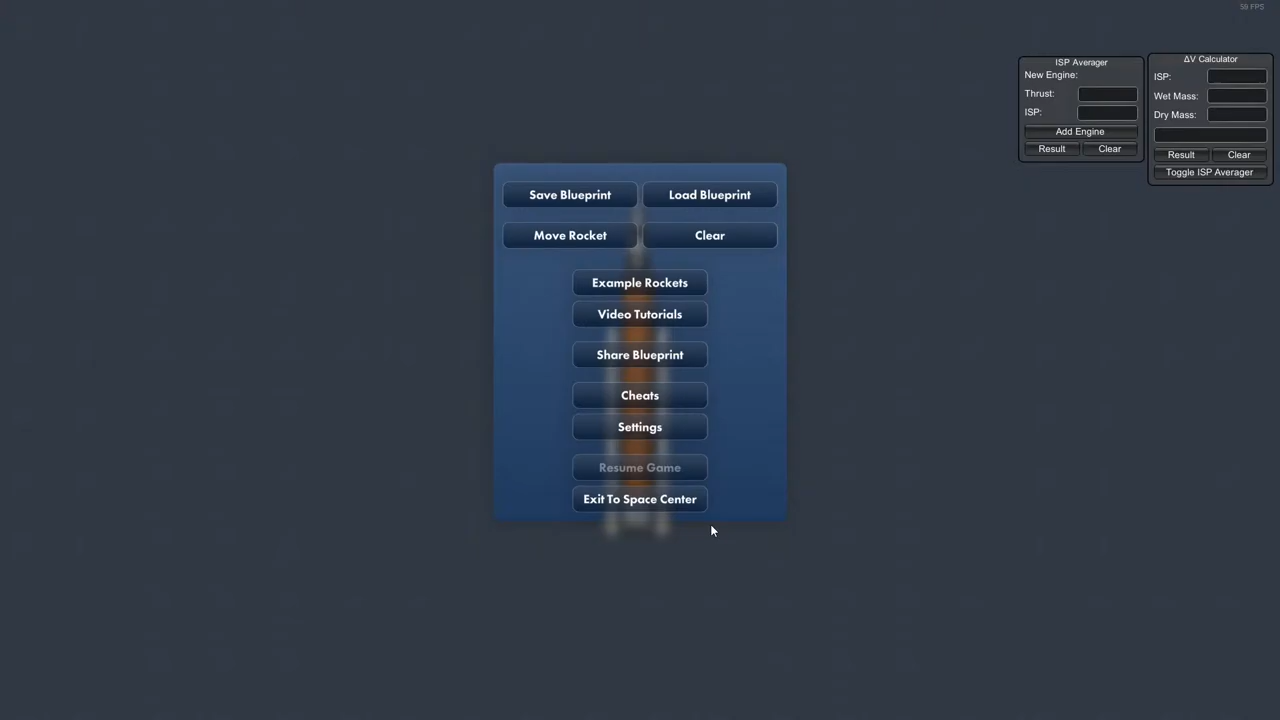 59 FPS
ISP Averager
New Engine:
Thrust:
ISP:
Add Engine
Result Clear
ΔV Calculator
ISP:
Wet Mass:
Dry Mass:
Result Clear
Toggle ISP Averager
Save Blueprint Load Blueprint
Move Rocket Clear
Example Rockets
Video Tutorials
Share Blueprint
Cheats
Settings
Resume Game
Exit To Space Center